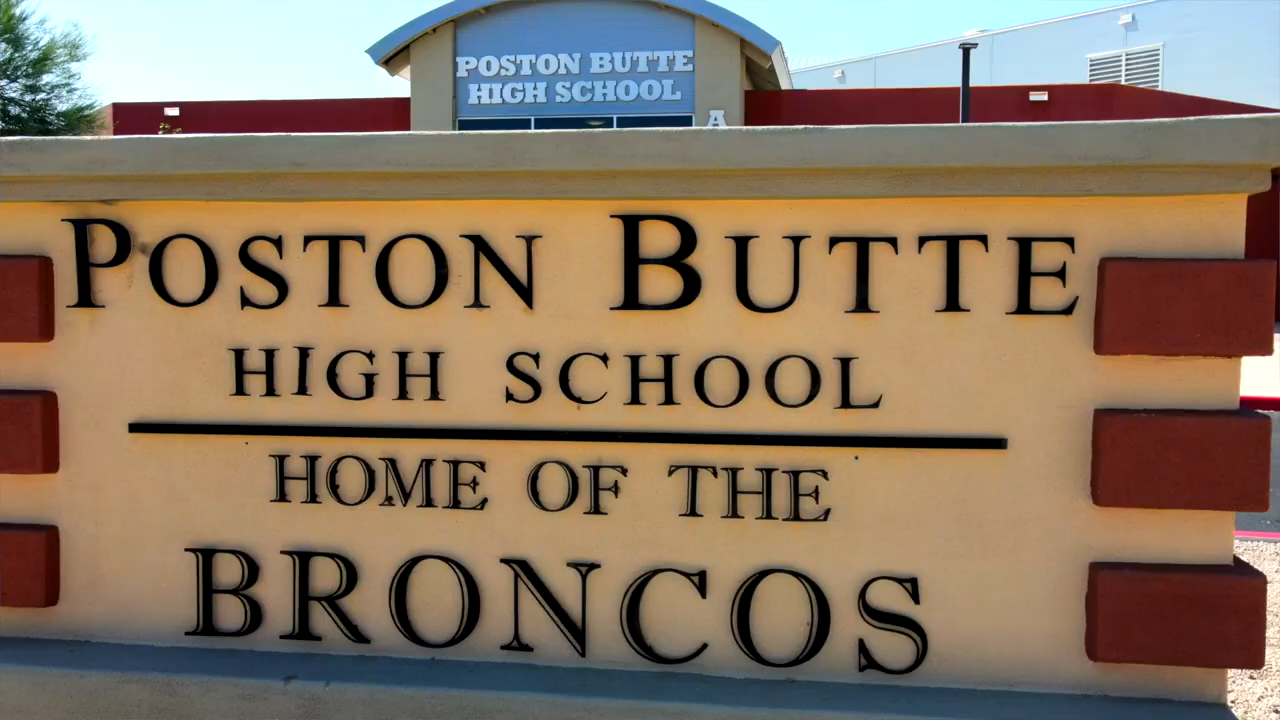 POSTON BUTTE
HIGH SCHOOL
A
POSTON BUTTE
HIGH SCHOOL
HOME OF THE
BRONCOS